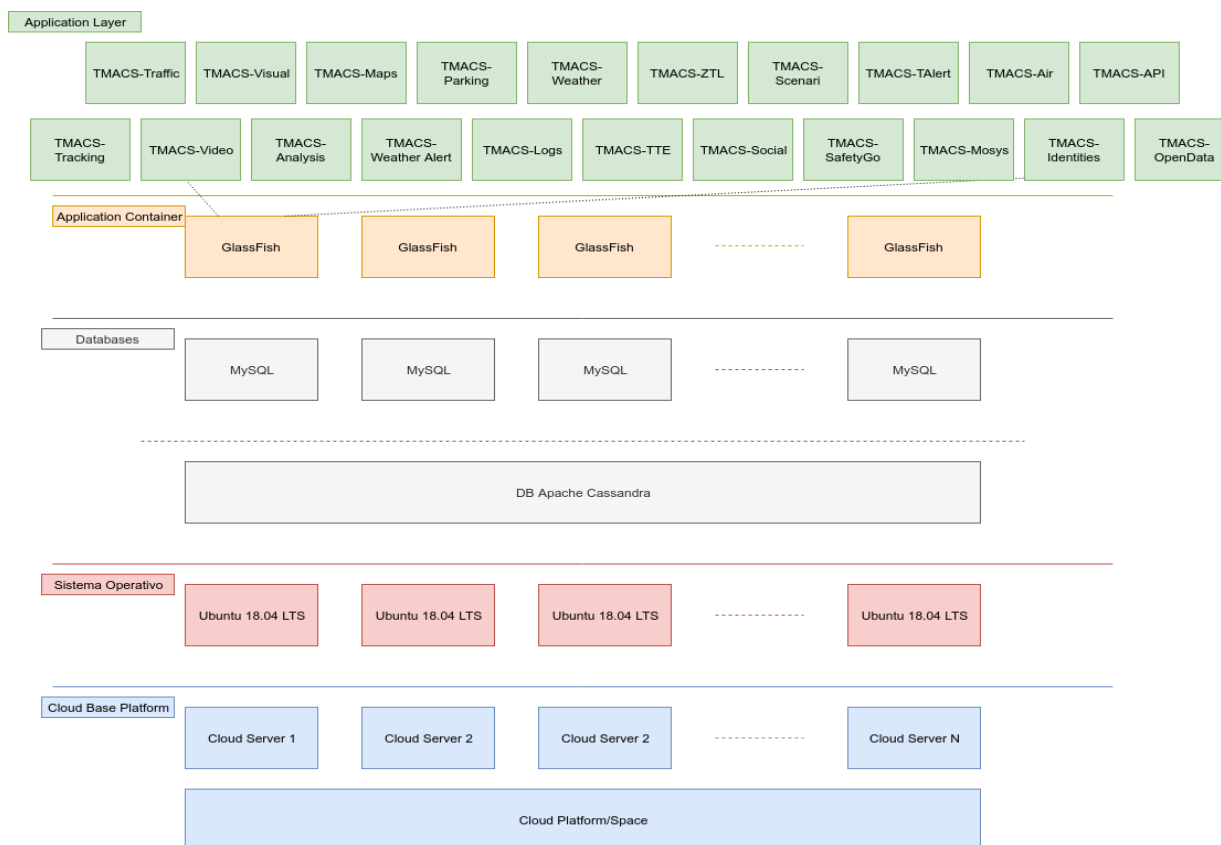 Application Layer
TMACS-Traffic
TMACS-Visual
TMACS-Maps
TMACS-
Parking
TMACS-
Weather
TMACS-ZTL
TMACS-
Scenari
TMACS-TAlert
TMACS-Air
TMACS-API
TMACS-
Tracking
TMACS-Video
TMACS-
Analysis
TMACS-
Weather Alert
TMACS-Logs
TMACS-TTE
TMACS-Social
TMACS-
SafetyGo
TMACS-Mosys
TMACS-
Identities
TMACS-
OpenData
Application Container
GlassFish
GlassFish
GlassFish
GlassFish
Databases
MySQL
MySQL
MySQL
MySQL
DB Apache Cassandra
Sistema Operativo
Ubuntu 18.04 LTS
Ubuntu 18.04 LTS
Ubuntu 18.04 LTS
Ubuntu 18.04 LTS
Cloud Base Platform
Cloud Server 1
Cloud Server 2
Cloud Server 2
Cloud Server N
Cloud Platform/Space